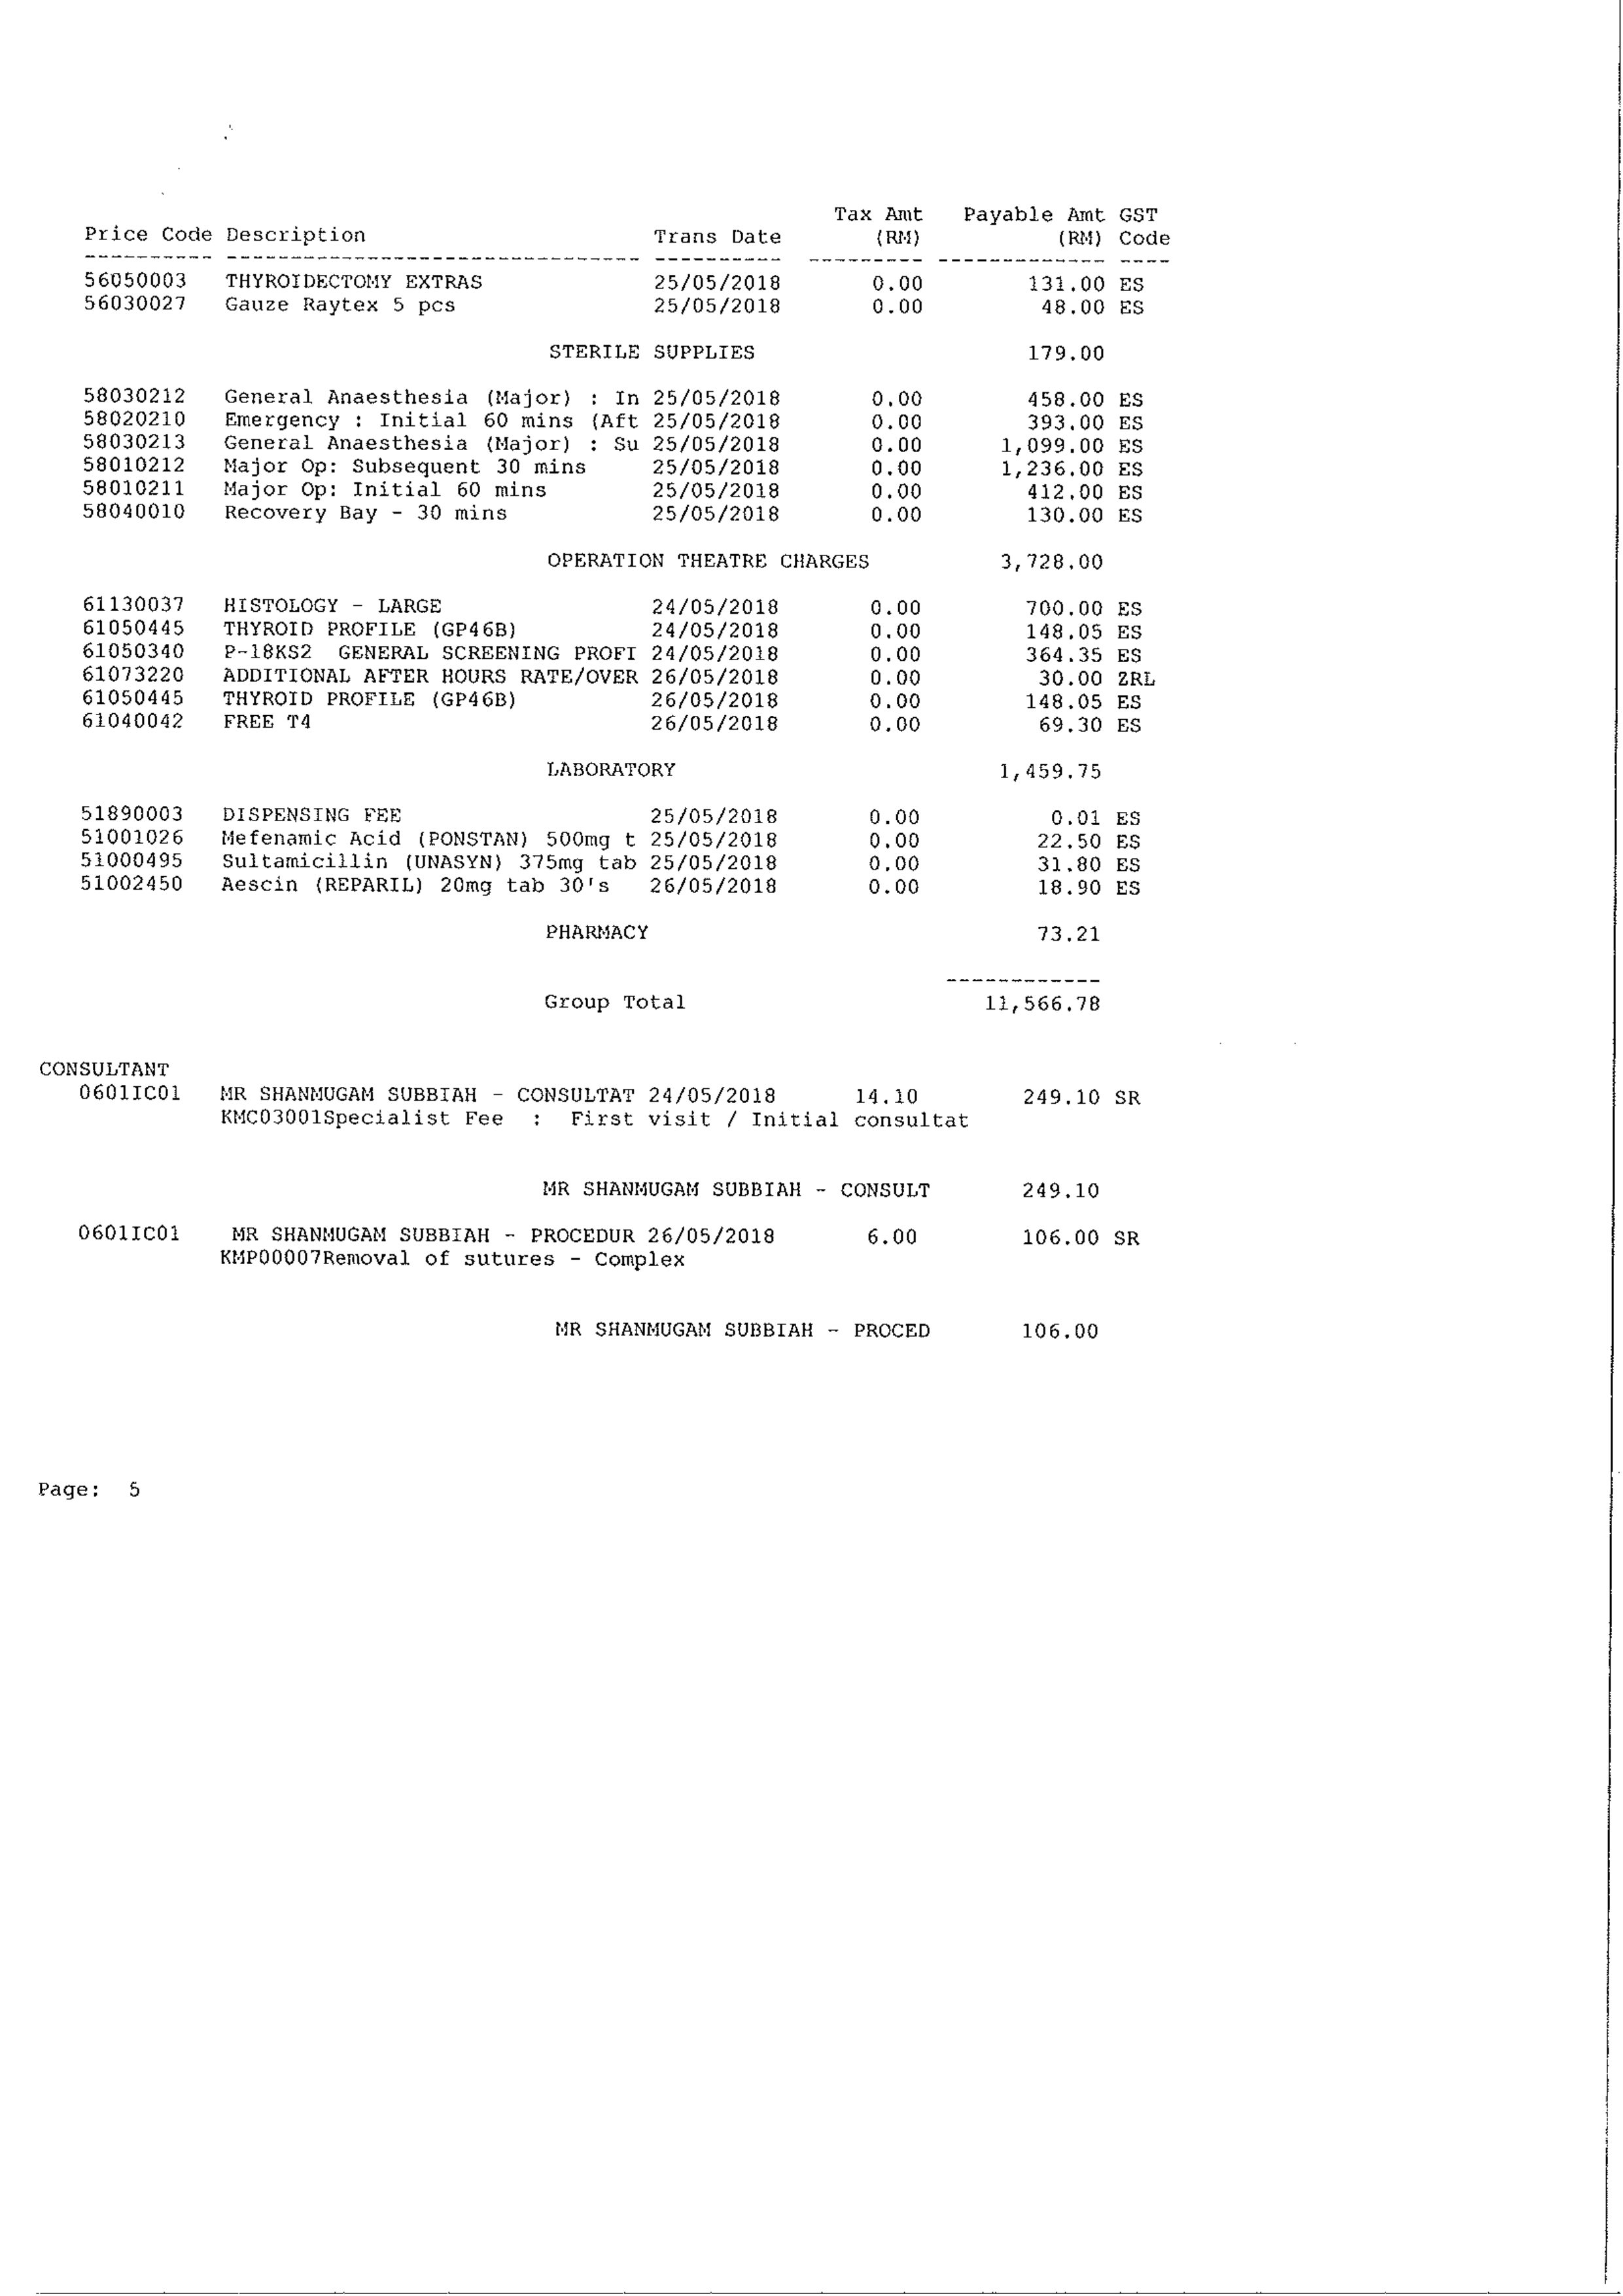 Tax Amt Payable Amt GST
Price Code Description Trans Date (RM) (RM) Code
56050003 THYROIDECTOMY EXTRAS 25/05/2018 0.00 131.00 ES
56030027 Gauze Raytex 5 pcs 25/05/2018 0.00 48.00 ES
STERILE SUPPLIES 179.00
58030212 General Anaesthesia (Major) : In 25/05/2018 0.00 458.00 ES
58020210 Emergency : Initial 60 mins (Aft 25/05/2018 0.00 393.00 ES
58030213 General Anaesthesia (Major) : Su 25/05/2018 0.00 1,099.00 ES
58010212 Major Op: Subsequent 30 mins 25/05/2018 0.00 1,236.00 ES
58010211 Major Op: Initial 60 mins 25/05/2018 0.00 412.00 ES
58040010 Recovery Bay - 30 mins 25/05/2018 0.00 130.00 ES
OPERATION THEATRE CHARGES 3,728.00
61130037 HISTOLOGY - LARGE 24/05/2018 0.00 700.00 ES
61050445 THYROID PROFILE (GP46B) 24/05/2018 0.00 148.05 ES
61050340 P-18KS2 GENERAL SCREENING PROFI 24/05/2018 0.00 364.35 ES
61073220 ADDITIONAL AFTER HOURS RATE/OVER 26/05/2018 0.00 30.00 ZRL
61050445 THYROID PROFILE (GP46B) 26/05/2018 0.00 148.05 ES
61040042 FREE T4 26/05/2018 0.00 69.30 ES
LABORATORY 1,459.75
51890003 DISPENSING FEE 25/05/2018 0.00 0.01 ES
51001026 Mefenamic Acid (PONSTAN) 500mg t 25/05/2018 0.00 22.50 ES
51000495 Sultamicillin (UNASYN) 375mg tab 25/05/2018 0.00 31.80 ES
51002450 Aescin (REPARIL) 20mg tab 30's 26/05/2018 0.00 18.90 ES
PHARMACY 73.21
Group Total 11,566.78
CONSULTANT
0601IC01 MR SHANMUGAM SUBBIAH - CONSULTAT 24/05/2018 14.10 249.10 SR
KMC03001Specialist Fee : First visit / Initial consultat
MR SHANMUGAM SUBBIAH - CONSULT 249.10
0601IC01 MR SHANMUGAM SUBBIAH - PROCEDUR 26/05/2018 6.00 106.00 SR
KMP00007Removal of sutures - Complex
MR SHANMUGAM SUBBIAH - PROCED 106.00
Page: 5